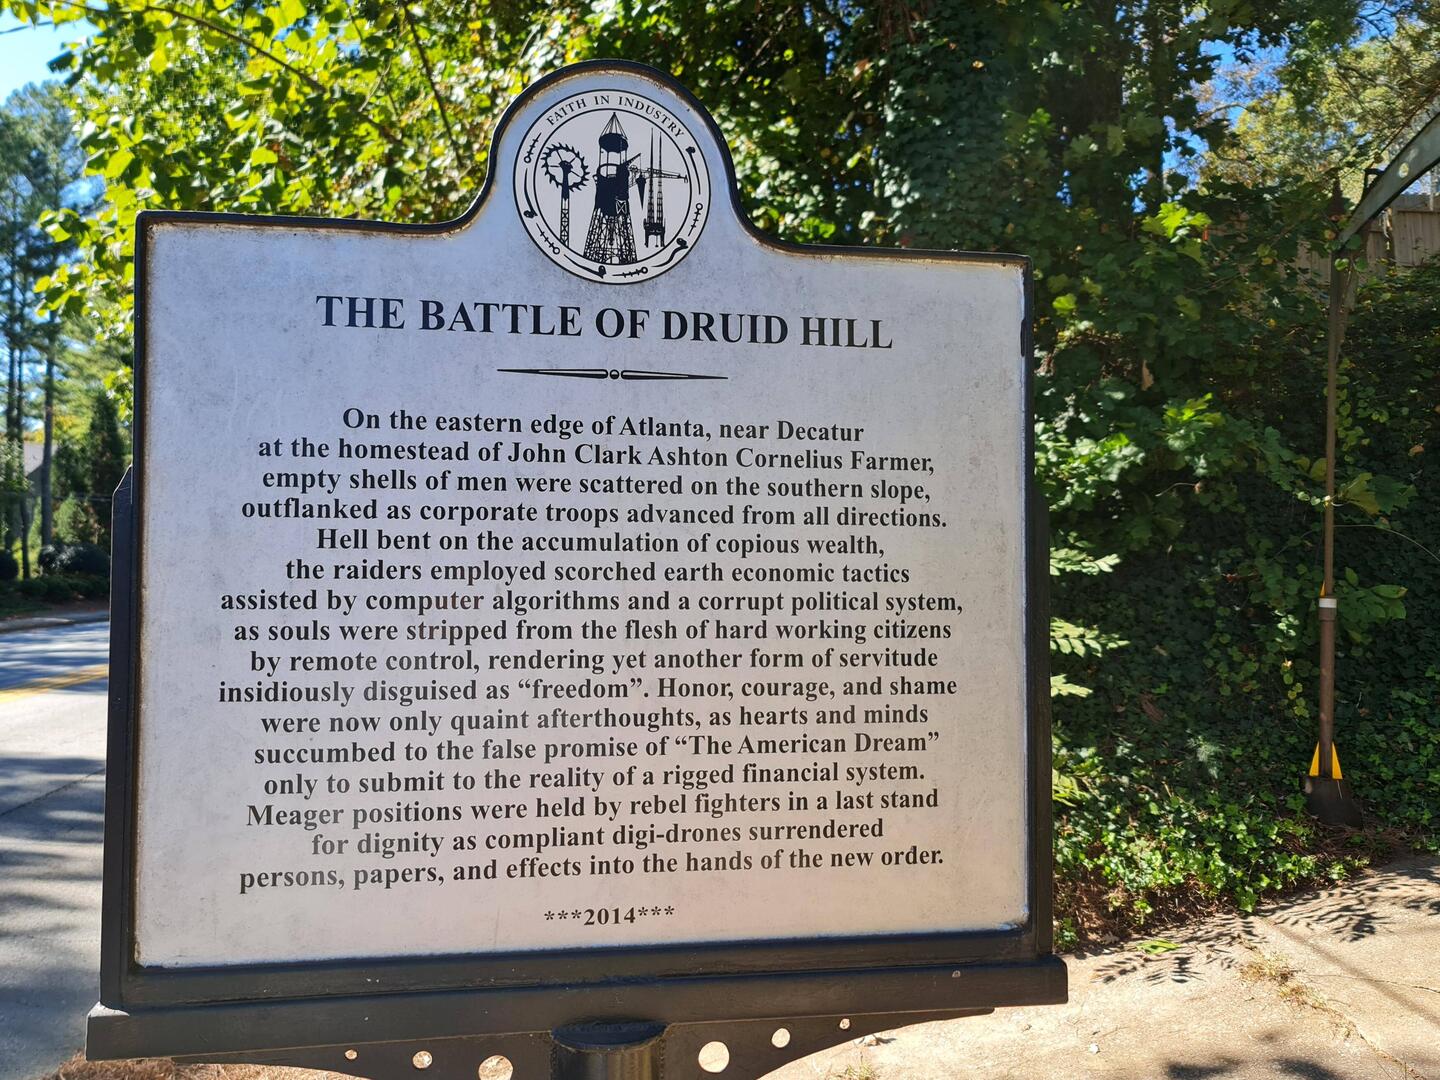 FAITH IN INDUSTRY
THE BATTLE OF DRUID HILL
On the eastern edge of Atlanta, near Decatur
at the homestead of John Clark Ashton Cornelius Farmer,
empty shells of men were scattered on the southern slope,
outflanked as corporate troops advanced from all directions.
Hell bent on the accumulation of copious wealth,
the raiders employed scorched earth economic tactics
assisted by computer algorithms and a corrupt political system,
as souls were stripped from the flesh of hard working citizens
by remote control, rendering yet another form of servitude
insidiously disguised as “freedom”. Honor, courage, and shame
were now only quaint afterthoughts, as hearts and minds
succumbed to the false promise of “The American Dream”
only to submit to the reality of a rigged financial system.
Meager positions were held by rebel fighters in a last stand
for dignity as compliant digi-drones surrendered
persons, papers, and effects into the hands of the new order.
***2014***